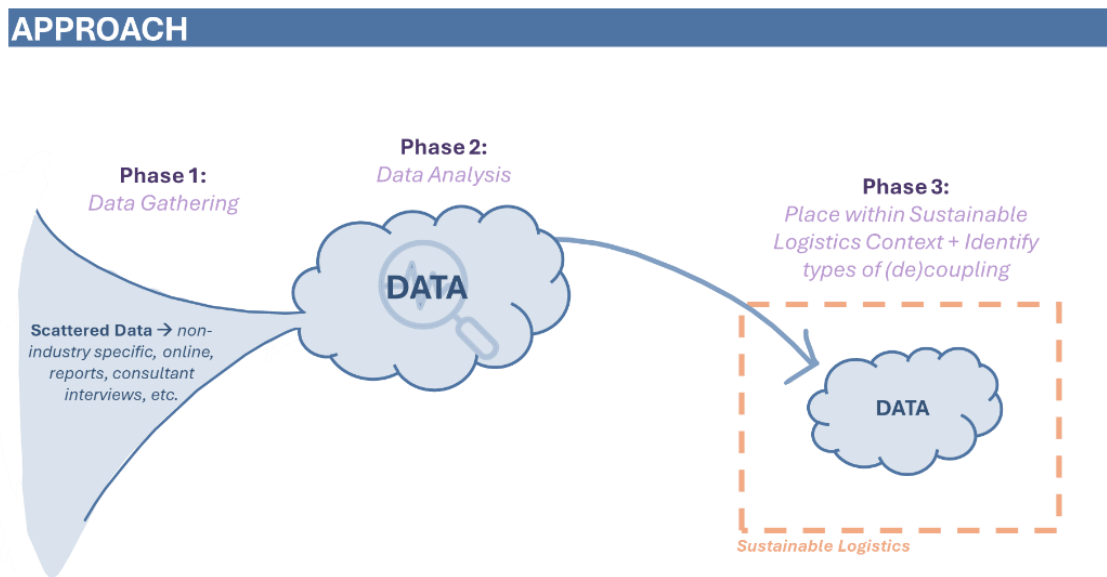 APPROACH
Phase 1:
Data Gathering
Phase 2:
Data Analysis
Phase 3:
Place within Sustainable
Logistics Context + Identify
types of (de)coupling
Scattered Data → non-
industry specific, online,
reports, consultant
interviews, etc.
DATA
DATA
Sustainable Logistics